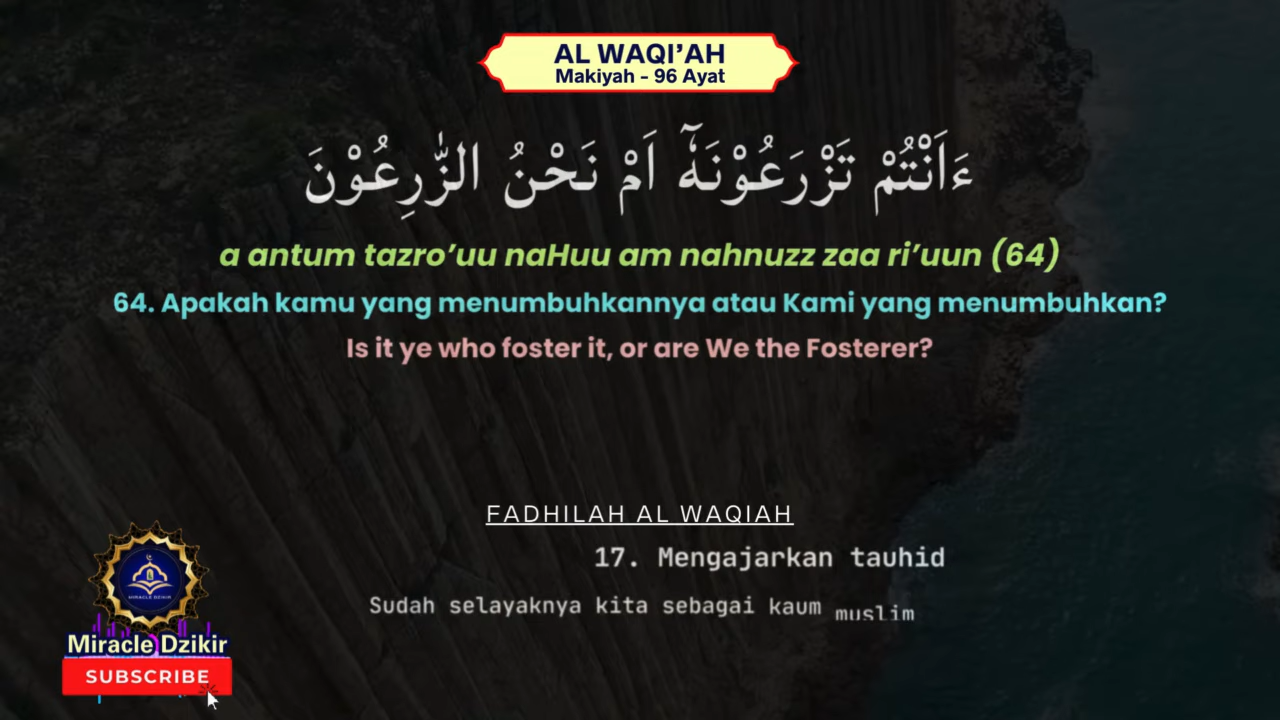 AL WAQI’AH
Makiyah - 96 Ayat
ءَاَنْتُمْ تَزْرَعُوْنَهٗٓ اَمْ نَحْنُ الزّٰرِعُوْنَ
a antum tazro’uu naHuu am nahnuzz zaa ri’uun (64)
64. Apakah kamu yang menumbuhkannya atau Kami yang menumbuhkan?
Is it ye who foster it, or are We the Fosterer?
FADHILAH AL WAQIAH
17. Mengajarkan tauhid
Sudah selayaknya kita sebagai kaum muslim
MIRACLE DZIKIR
Miracle Dzikir
SUBSCRIBE